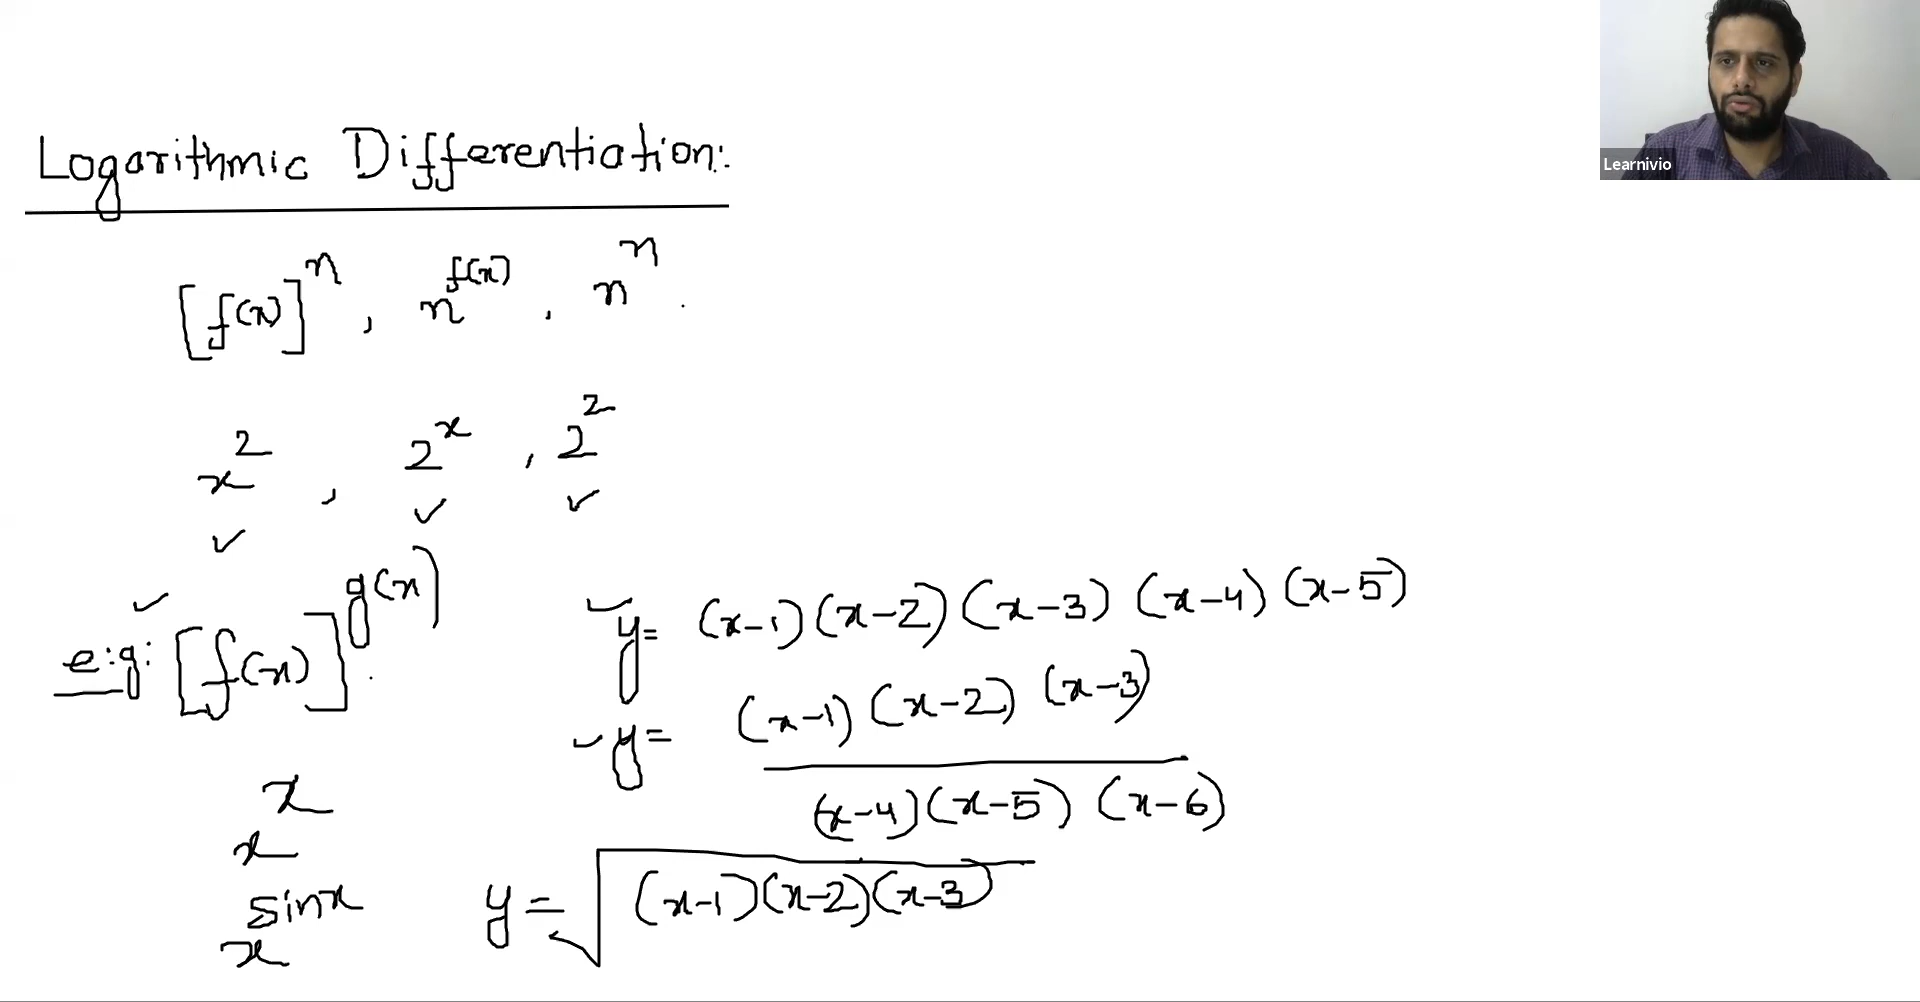 Learnivio
Logarithmic Differentiation:
[f(x)]^n , n^f(x) , n^n .
x^2 , 2^x , 2^2
✓ ✓ ✓
✓ e.g: [f(x)]^g(x) .
✓ y= (x-1)(x-2)(x-3)(x-4)(x-5)
✓ y= (x-1)(x-2)(x-3)
(x-4)(x-5)(x-6)
x^x
x^sinx
y=√(x-1)(x-2)(x-3)